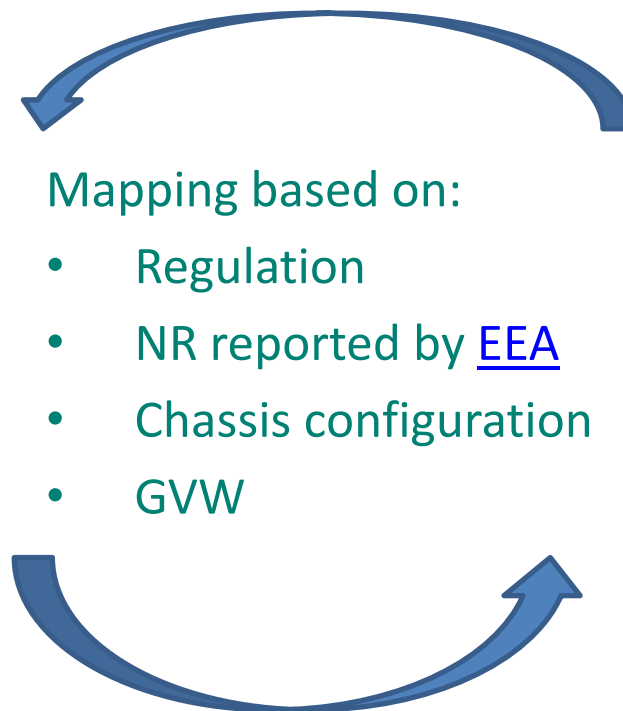 Mapping based on:
• Regulation
• NR reported by EEA
• Chassis configuration
• GVW